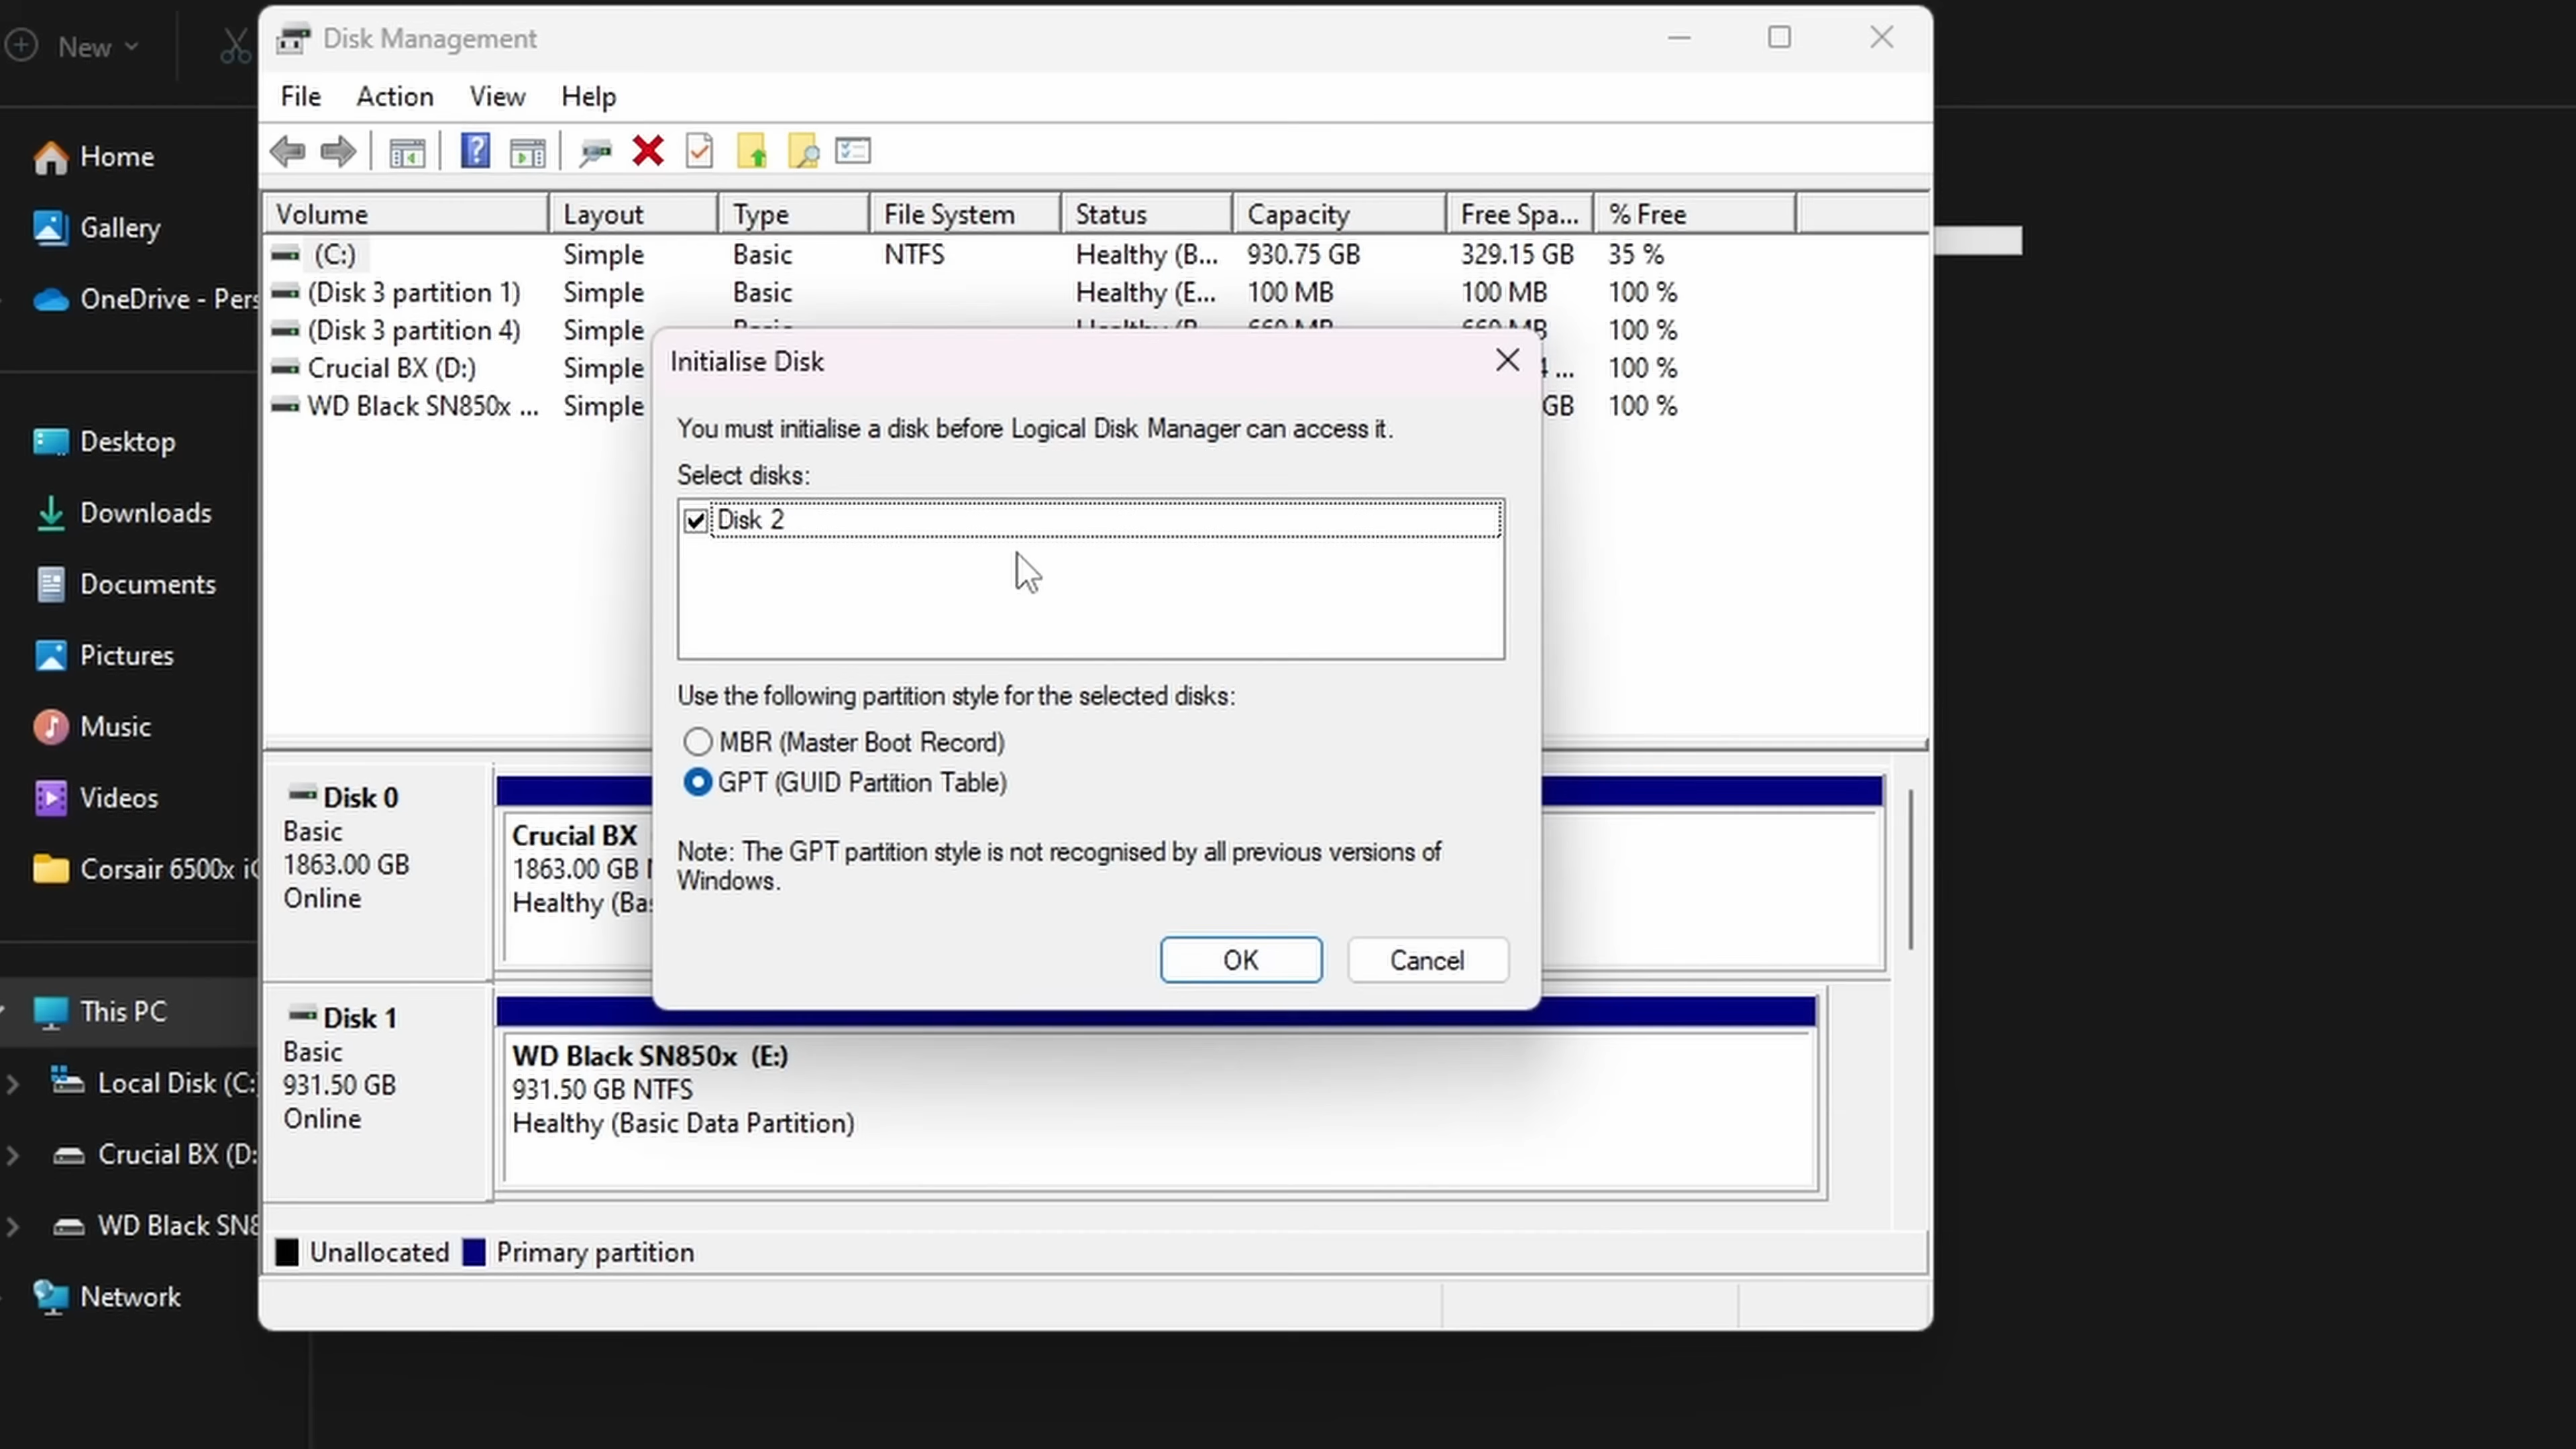 New
Home
Gallery
OneDrive - Pers
Desktop
Downloads
Documents
Pictures
Music
Videos
Corsair 6500x
This PC
Local Disk (C:
Crucial BX (D:
WD Black SN8
Network
Disk Management
File Action View Help
Volume Layout Type File System Status Capacity Free Spa... % Free
(C:) Simple Basic NTFS Healthy (B... 930.75 GB 329.15 GB 35 %
(Disk 3 partition 1) Simple Basic Healthy (E... 100 MB 100 MB 100 %
(Disk 3 partition 4) Simple 100 %
Crucial BX (D:) Simple 100 %
WD Black SN850x ... Simple GB 100 %
Initialise Disk
You must initialise a disk before Logical Disk Manager can access it.
Select disks:
Disk 2
Use the following partition style for the selected disks:
MBR (Master Boot Record)
GPT (GUID Partition Table)
Note: The GPT partition style is not recognised by all previous versions of
Windows.
OK Cancel
Disk 0
Basic
1863.00 GB
Online
Crucial BX
1863.00 GB
Healthy (Bas
Disk 1
Basic
931.50 GB
Online
WD Black SN850x (E:)
931.50 GB NTFS
Healthy (Basic Data Partition)
Unallocated Primary partition